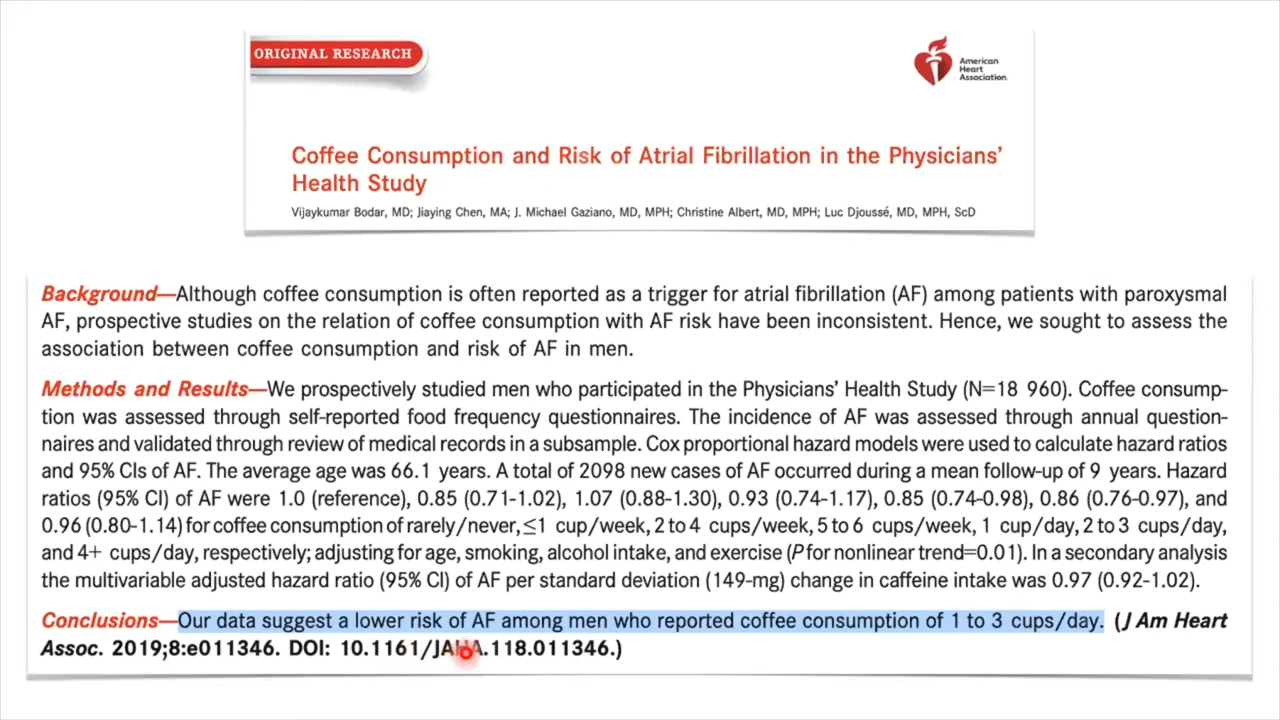 ORIGINAL RESEARCH
American
Heart
Association.
Coffee Consumption and Risk of Atrial Fibrillation in the Physicians'
Health Study
Vijaykumar Bodar, MD; Jiaying Chen, MA; J. Michael Gaziano, MD, MPH; Christine Albert, MD, MPH; Luc Djoussé, MD, MPH, ScD
Background—Although coffee consumption is often reported as a trigger for atrial fibrillation (AF) among patients with paroxysmal
AF, prospective studies on the relation of coffee consumption with AF risk have been inconsistent. Hence, we sought to assess the
association between coffee consumption and risk of AF in men.
Methods and Results—We prospectively studied men who participated in the Physicians' Health Study (N=18 960). Coffee consump-
tion was assessed through self-reported food frequency questionnaires. The incidence of AF was assessed through annual question-
naires and validated through review of medical records in a subsample. Cox proportional hazard models were used to calculate hazard ratios
and 95% CIs of AF. The average age was 66.1 years. A total of 2098 new cases of AF occurred during a mean follow-up of 9 years. Hazard
ratios (95% CI) of AF were 1.0 (reference), 0.85 (0.71-1.02), 1.07 (0.88-1.30), 0.93 (0.74-1.17), 0.85 (0.74-0.98), 0.86 (0.76-0.97), and
0.96 (0.80-1.14) for coffee consumption of rarely/never, ≤1 cup/week, 2 to 4 cups/week, 5 to 6 cups/week, 1 cup/day, 2 to 3 cups/day,
and 4+ cups/day, respectively; adjusting for age, smoking, alcohol intake, and exercise (P for nonlinear trend=0.01). In a secondary analysis
the multivariable adjusted hazard ratio (95% CI) of AF per standard deviation (149-mg) change in caffeine intake was 0.97 (0.92-1.02).
Conclusions—Our data suggest a lower risk of AF among men who reported coffee consumption of 1 to 3 cups/day. (J Am Heart
Assoc. 2019;8:e011346. DOI: 10.1161/JAHA.118.011346.)